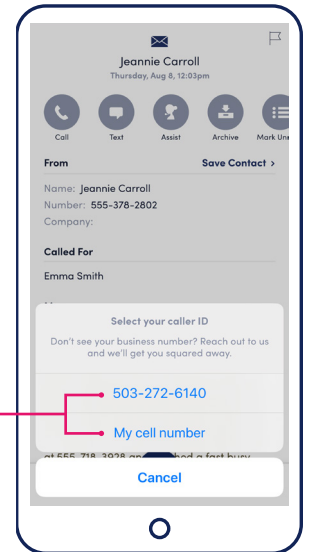 Jeannie Carroll
Thursday, Aug 8, 12:03pm
Call Text Assist Archive Mark Unr
From Save Contact >
Name: Jeannie Carroll
Number: 555-378-2802
Company:
Called For
Emma Smith
Select your caller ID
Don't see your business number? Reach out to us
and we'll get you squared away.
503-272-6140
My cell number
at 555-718-3928 and a fast busy
Cancel